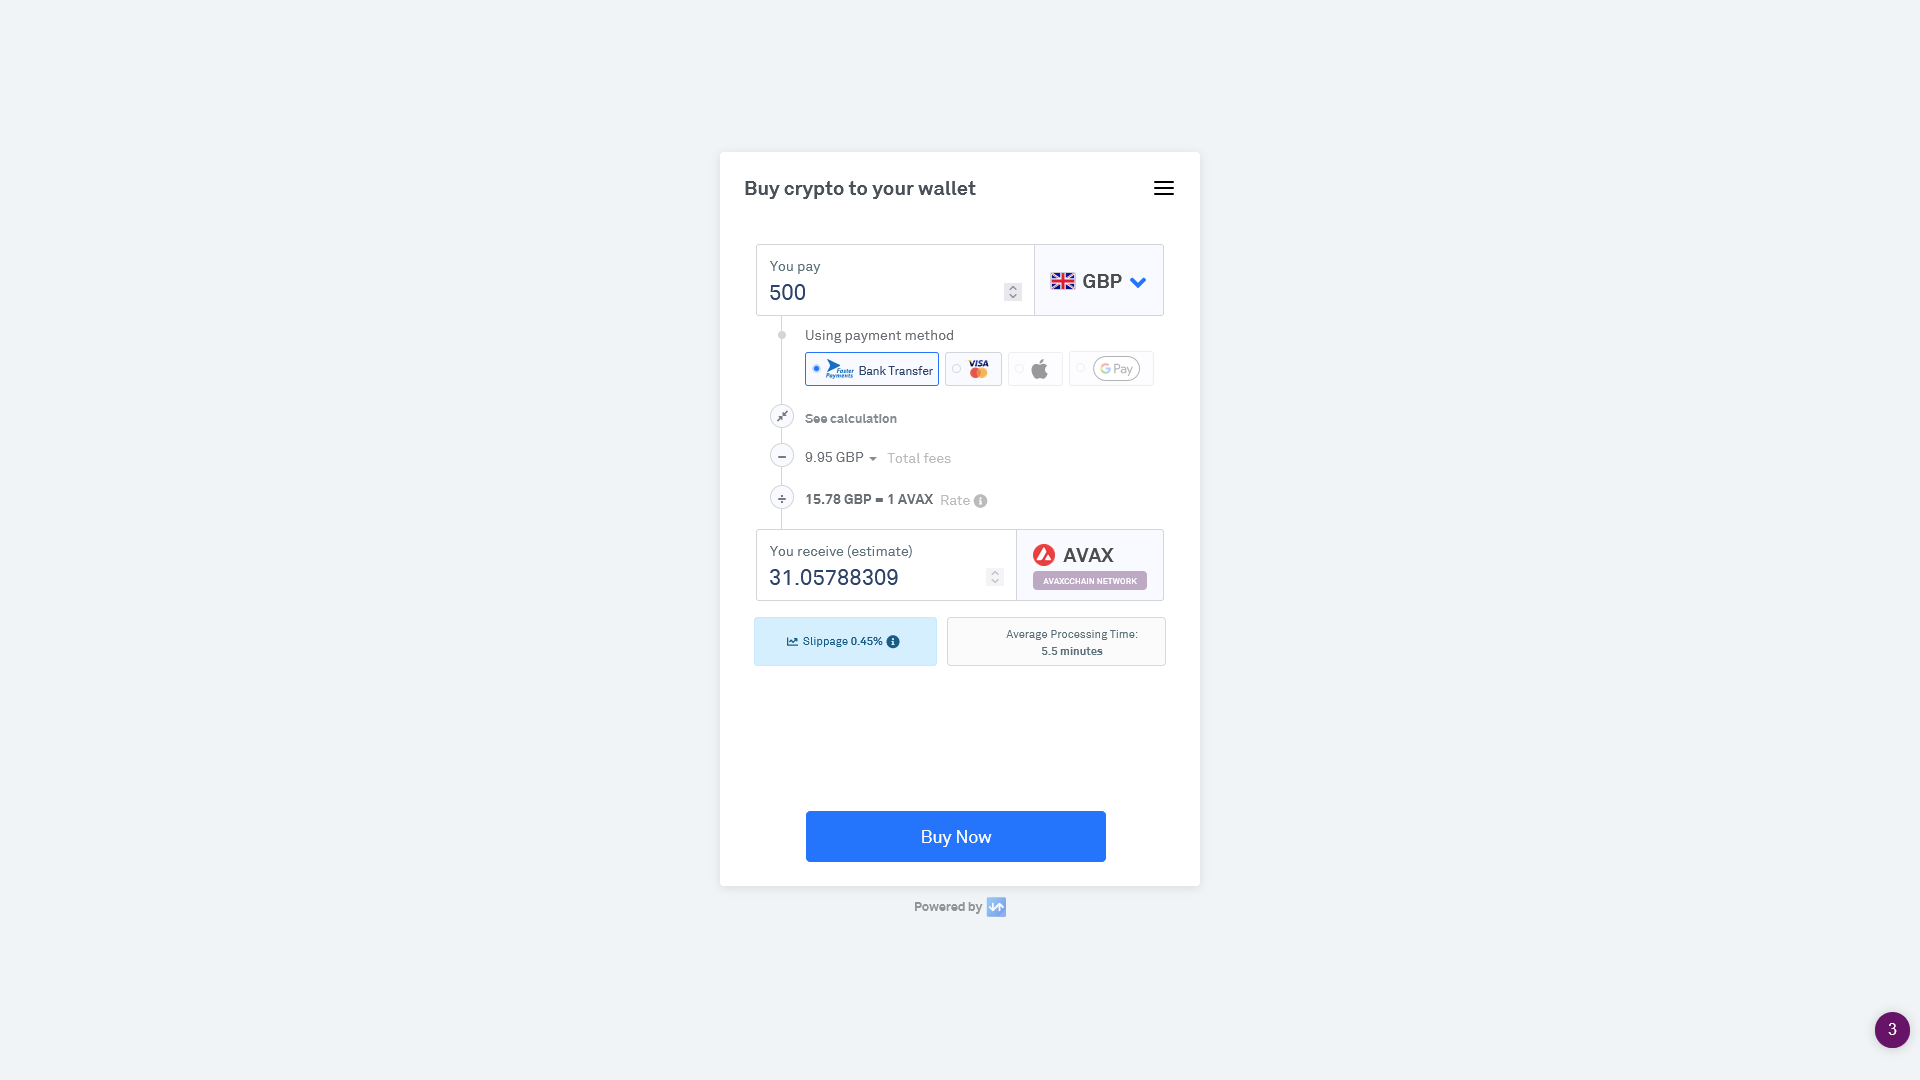 Buy crypto to your wallet
You pay
500
GBP
Using payment method
Faster Payments Bank Transfer
VISA
G Pay
See calculation
9.95 GBP Total fees
15.78 GBP = 1 AVAX Rate
You receive (estimate)
31.05788309
AVAX
AVAXCCHAIN NETWORK
Slippage 0.45%
Average Processing Time:
5.5 minutes
Buy Now
Powered by
3